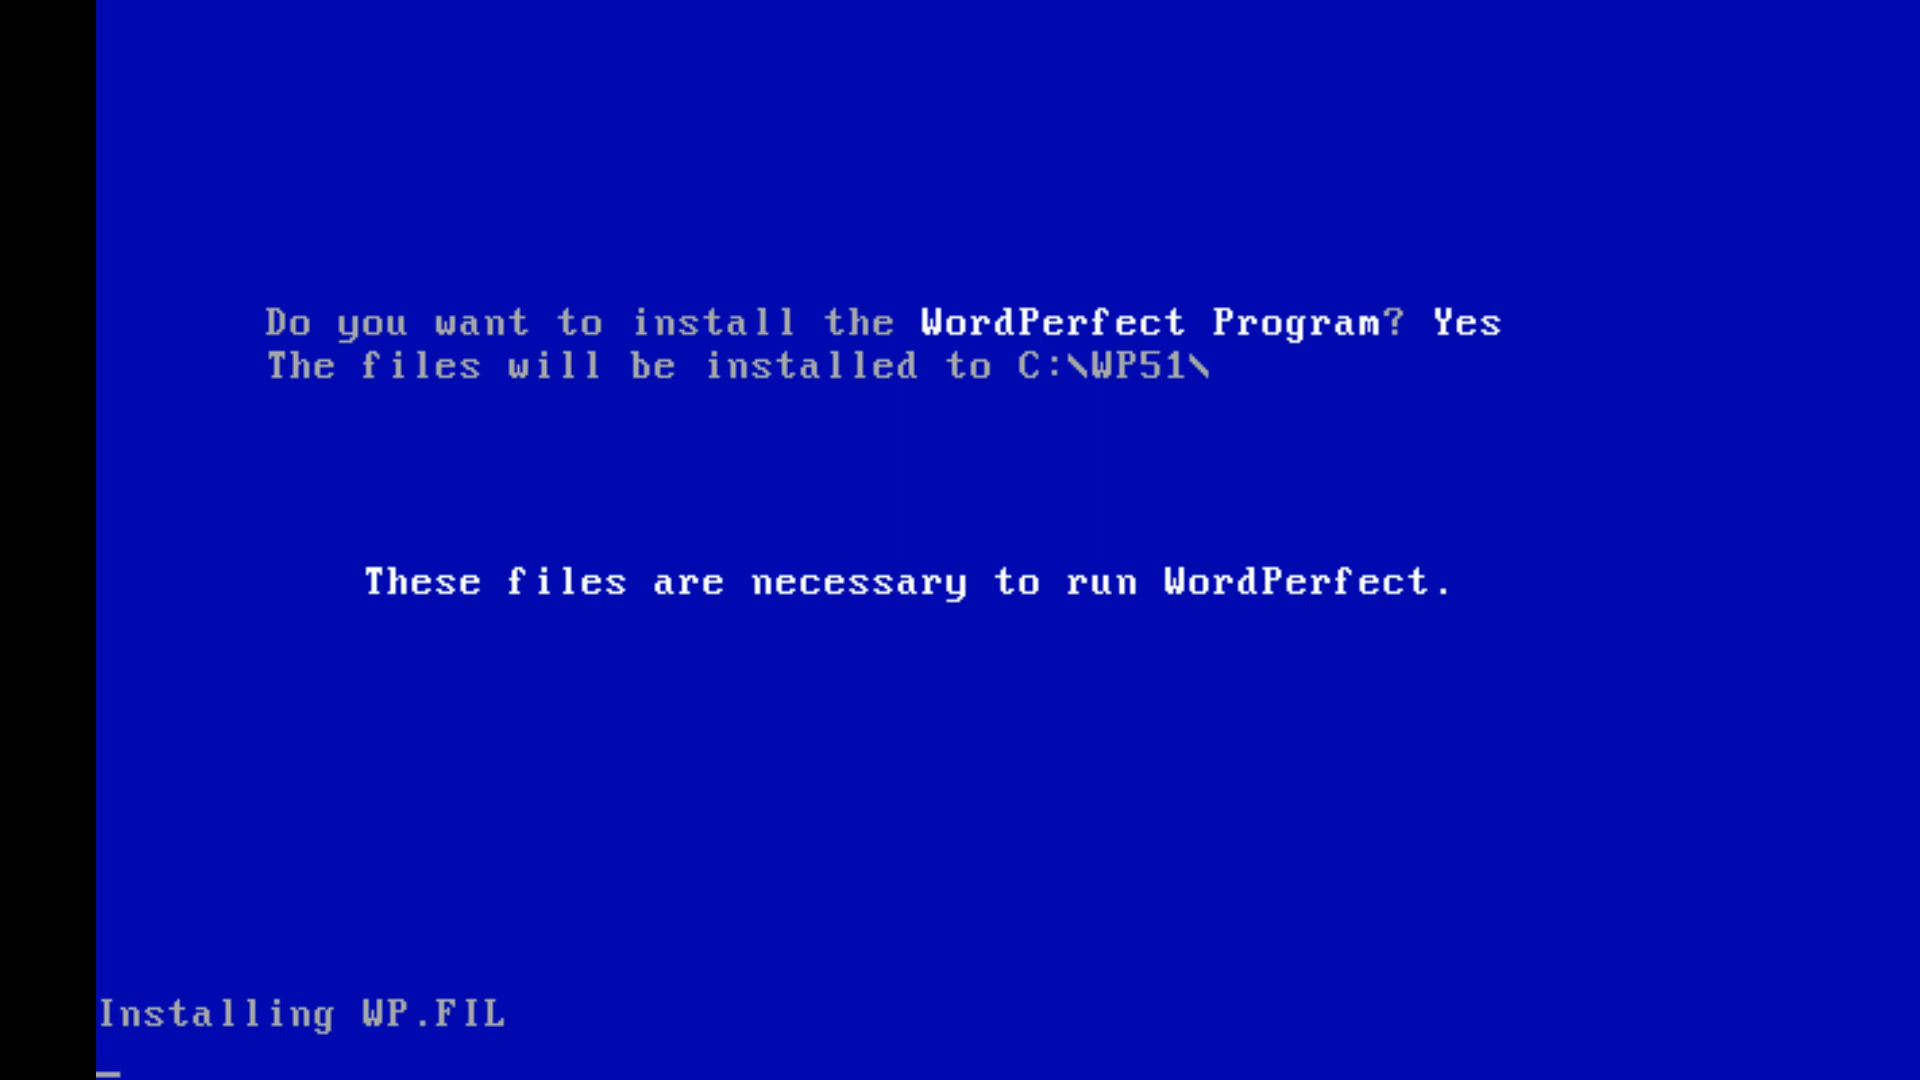 Do you want to install the WordPerfect Program? Yes
The files will be installed to C:\WP51\
These files are necessary to run WordPerfect.
Installing WP.FIL